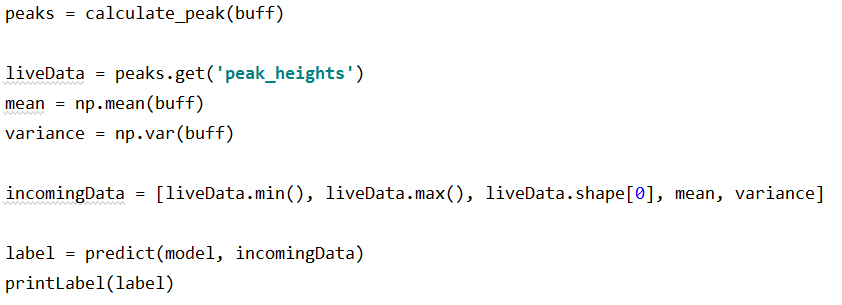 peaks = calculate_peak(buff)
liveData = peaks.get('peak_heights')
mean = np.mean(buff)
variance = np.var(buff)
incomingData = [liveData.min(), liveData.max(), liveData.shape[0], mean, variance]
label = predict(model, incomingData)
printLabel(label)